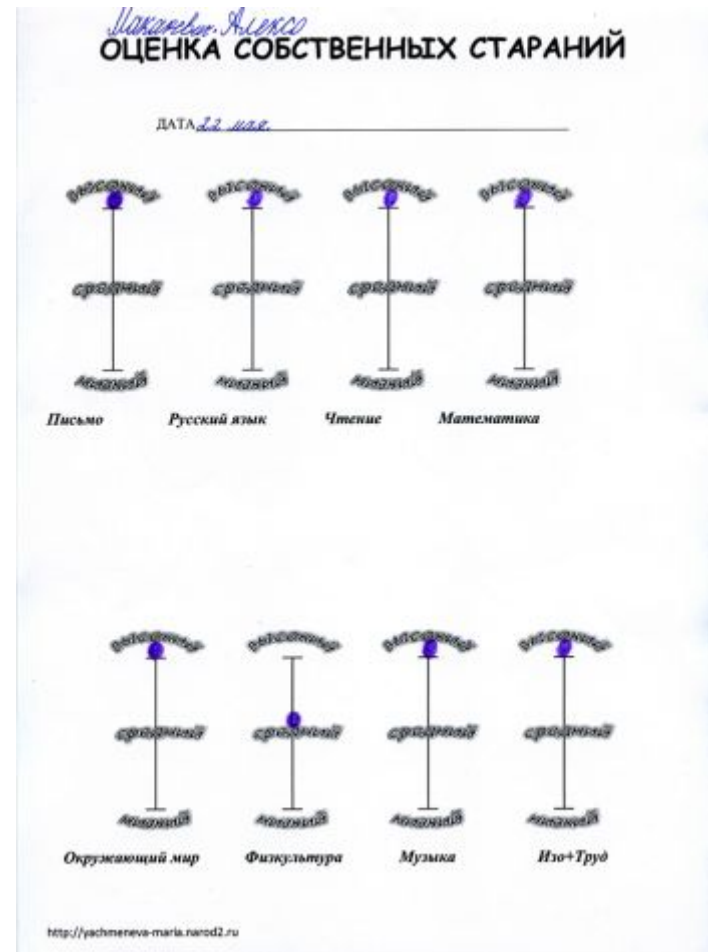 Алексо
ОЦЕНКА СОБСТВЕННЫХ СТАРАНИЙ
ДАТА 22 мая.
ВЫСОКИЙ ВЫСОКИЙ ВЫСОКИЙ ВЫСОКИЙ
СРЕДНИЙ СРЕДНИЙ СРЕДНИЙ СРЕДНИЙ
НИЗКИЙ НИЗКИЙ НИЗКИЙ НИЗКИЙ
Письмо Русский язык Чтение Математика
ВЫСОКИЙ ВЫСОКИЙ ВЫСОКИЙ ВЫСОКИЙ
СРЕДНИЙ СРЕДНИЙ СРЕДНИЙ СРЕДНИЙ
НИЗКИЙ НИЗКИЙ НИЗКИЙ НИЗКИЙ
Окружающий мир Физкультура Музыка Изо+Труд
http://yachmeneva-maria.narod2.ru